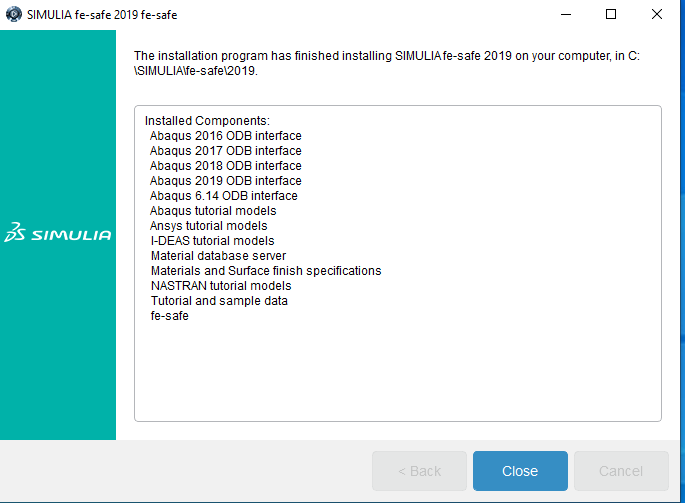 SIMULIA fe-safe 2019 fe-safe
The installation program has finished installing SIMULIA fe-safe 2019 on your computer, in C:
\SIMULIA\fe-safe\2019.
Installed Components:
Abaqus 2016 ODB interface
Abaqus 2017 ODB interface
Abaqus 2018 ODB interface
Abaqus 2019 ODB interface
Abaqus 6.14 ODB interface
Abaqus tutorial models
Ansys tutorial models
I-DEAS tutorial models
Material database server
Materials and Surface finish specifications
NASTRAN tutorial models
Tutorial and sample data
fe-safe
SIMULIA
< Back
Close
Cancel